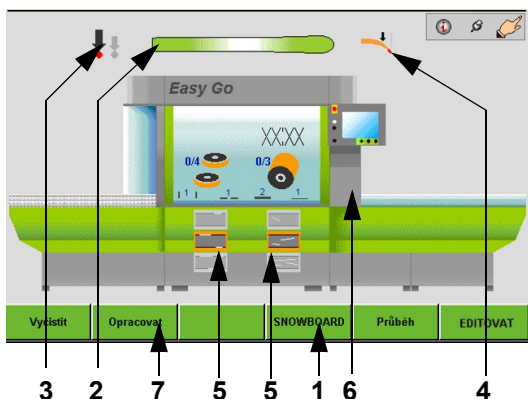 Easy Go
XX'XX
0/4
0/3
1 1 2 1
Vyčistit Opracovat SNOWBOARD Průběh EDITOVAT
3 2 7 5 5 1 6 4